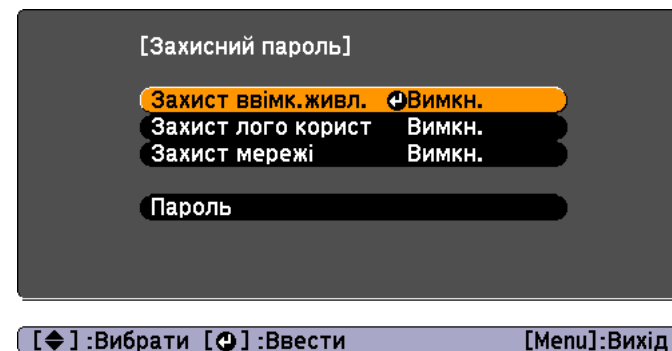 [Захисний пароль]
Захист ввімк.живл. Вимкн.
Захист лого корист Вимкн.
Захист мережі Вимкн.
Пароль
[◆]:Вибрати [↵]:Ввести [Menu]:Вихід